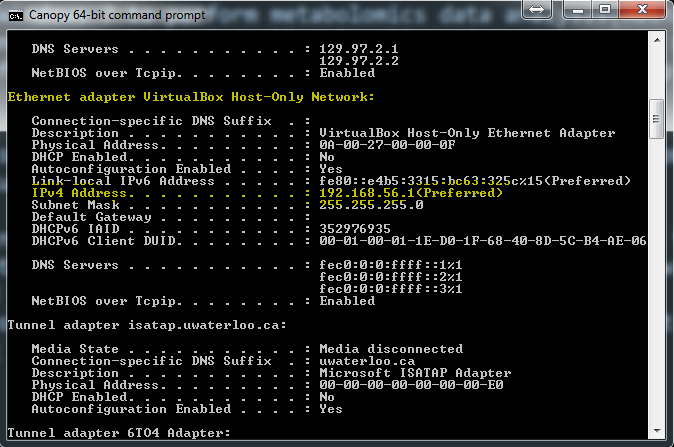 Canopy 64-bit command prompt
DNS Servers . . . . . . . . . . . : 129.97.2.1
129.97.2.2
NetBIOS over Tcpip. . . . . . . . : Enabled
Ethernet adapter VirtualBox Host-Only Network:
Connection-specific DNS Suffix  . :
Description . . . . . . . . . . . : VirtualBox Host-Only Ethernet Adapter
Physical Address. . . . . . . . . : 0A-00-27-00-00-0F
DHCP Enabled. . . . . . . . . . . : No
Autoconfiguration Enabled . . . . : Yes
Link-local IPv6 Address . . . . . : fe80::e4b5:3315:bc63:325c%15(Preferred)
IPv4 Address. . . . . . . . . . . : 192.168.56.1(Preferred)
Subnet Mask . . . . . . . . . . . : 255.255.255.0
Default Gateway . . . . . . . . . :
DHCPv6 IAID . . . . . . . . . . . : 352976935
DHCPv6 Client DUID. . . . . . . . : 00-01-00-01-1E-D0-1F-68-40-8D-5C-B4-AE-06
DNS Servers . . . . . . . . . . . : fec0:0:0:ffff::1%1
fec0:0:0:ffff::2%1
fec0:0:0:ffff::3%1
NetBIOS over Tcpip. . . . . . . . : Enabled
Tunnel adapter isatap.uwaterloo.ca:
Media State . . . . . . . . . . . : Media disconnected
Connection-specific DNS Suffix  . : uwaterloo.ca
Description . . . . . . . . . . . : Microsoft ISATAP Adapter
Physical Address. . . . . . . . . : 00-00-00-00-00-00-00-E0
DHCP Enabled. . . . . . . . . . . : No
Autoconfiguration Enabled . . . . : Yes
Tunnel adapter 6TO4 Adapter: